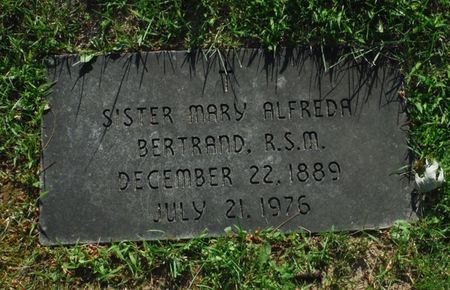 SISTER MARY ALFREDA
BERTRAND, R.S.M.
DECEMBER 22, 1889
JULY 21, 1976